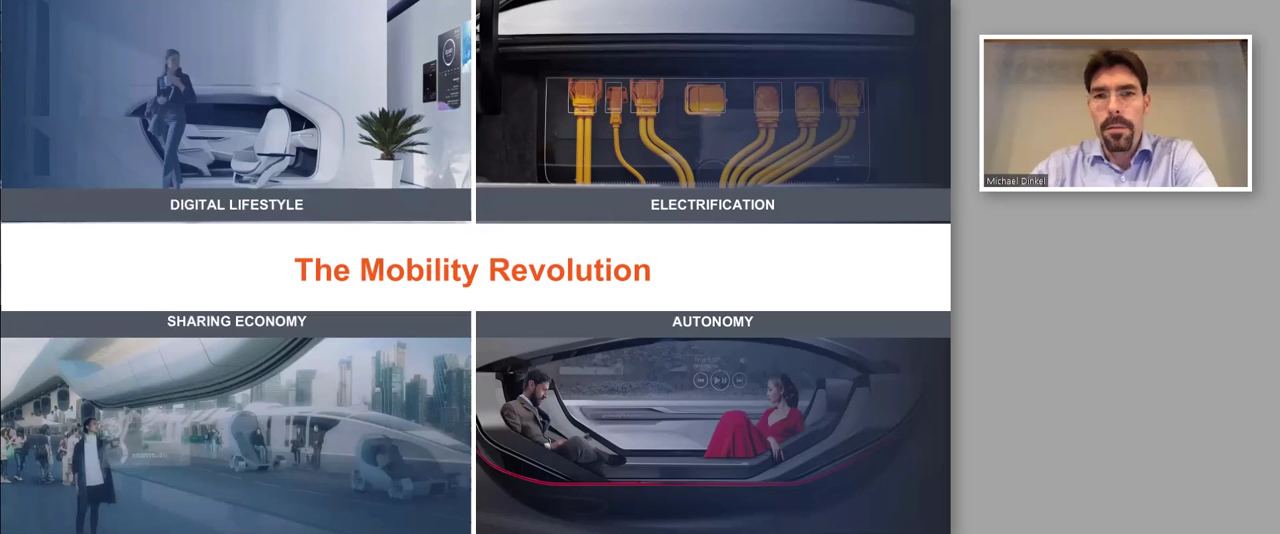 DIGITAL LIFESTYLE
ELECTRIFICATION
Michael Dinkel
The Mobility Revolution
SHARING ECONOMY
AUTONOMY